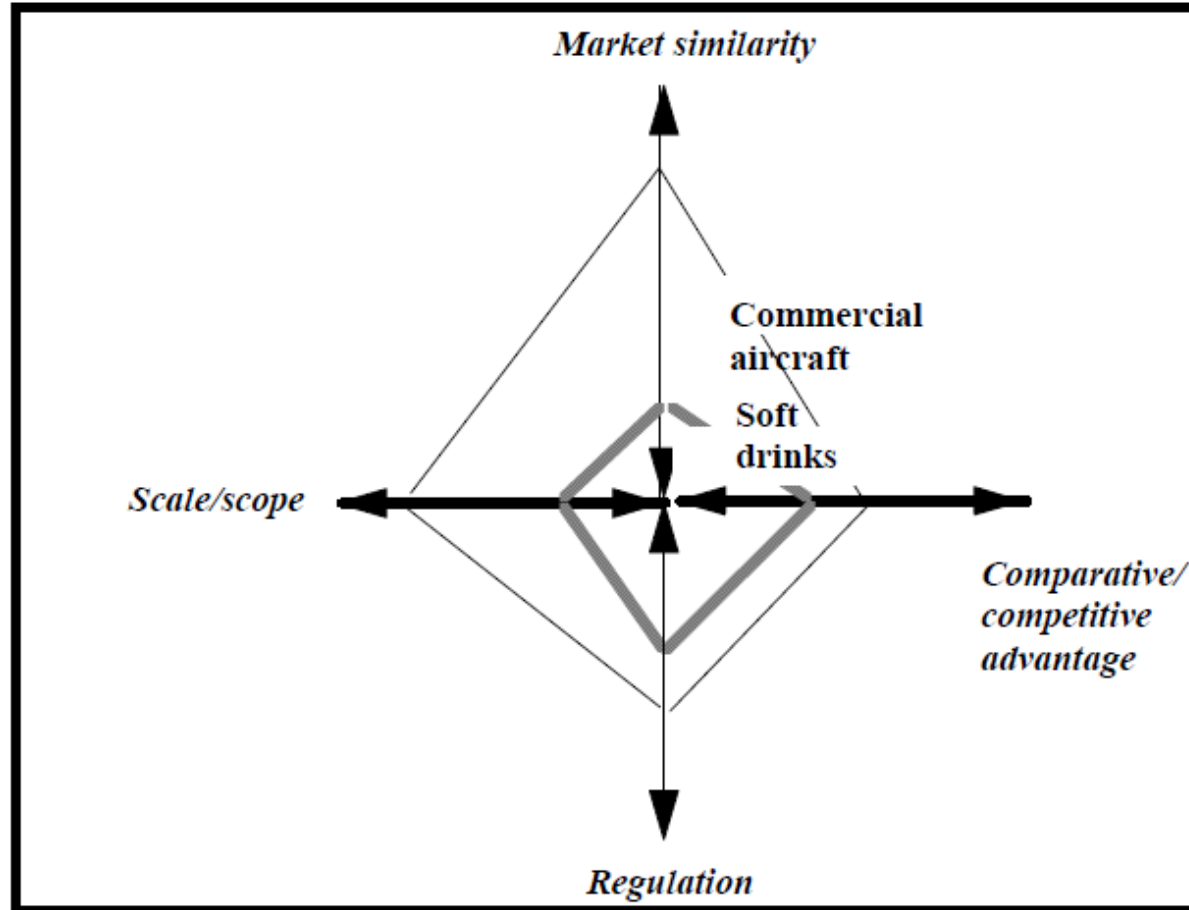 Market similarity
Commercial
aircraft
Soft
drinks
Scale/scope
Comparative/
competitive
advantage
Regulation